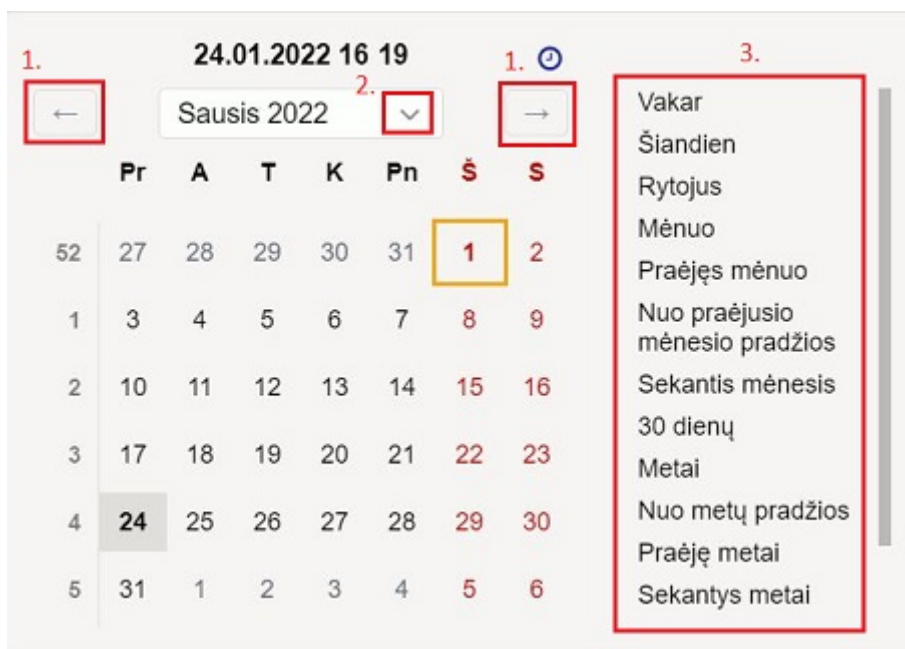 1. 24.01.2022 16 19 1. 3.
2.
← Sausis 2022 →
Pr A T K Pn Š S
52 27 28 29 30 31 1 2
1 3 4 5 6 7 8 9
2 10 11 12 13 14 15 16
3 17 18 19 20 21 22 23
4 24 25 26 27 28 29 30
5 31 1 2 3 4 5 6
Vakar
Šiandien
Rytojus
Mėnuo
Praėjęs mėnuo
Nuo praėjusio
mėnesio pradžios
Sekantis mėnesis
30 dienų
Metai
Nuo metų pradžios
Praėję metai
Sekantys metai